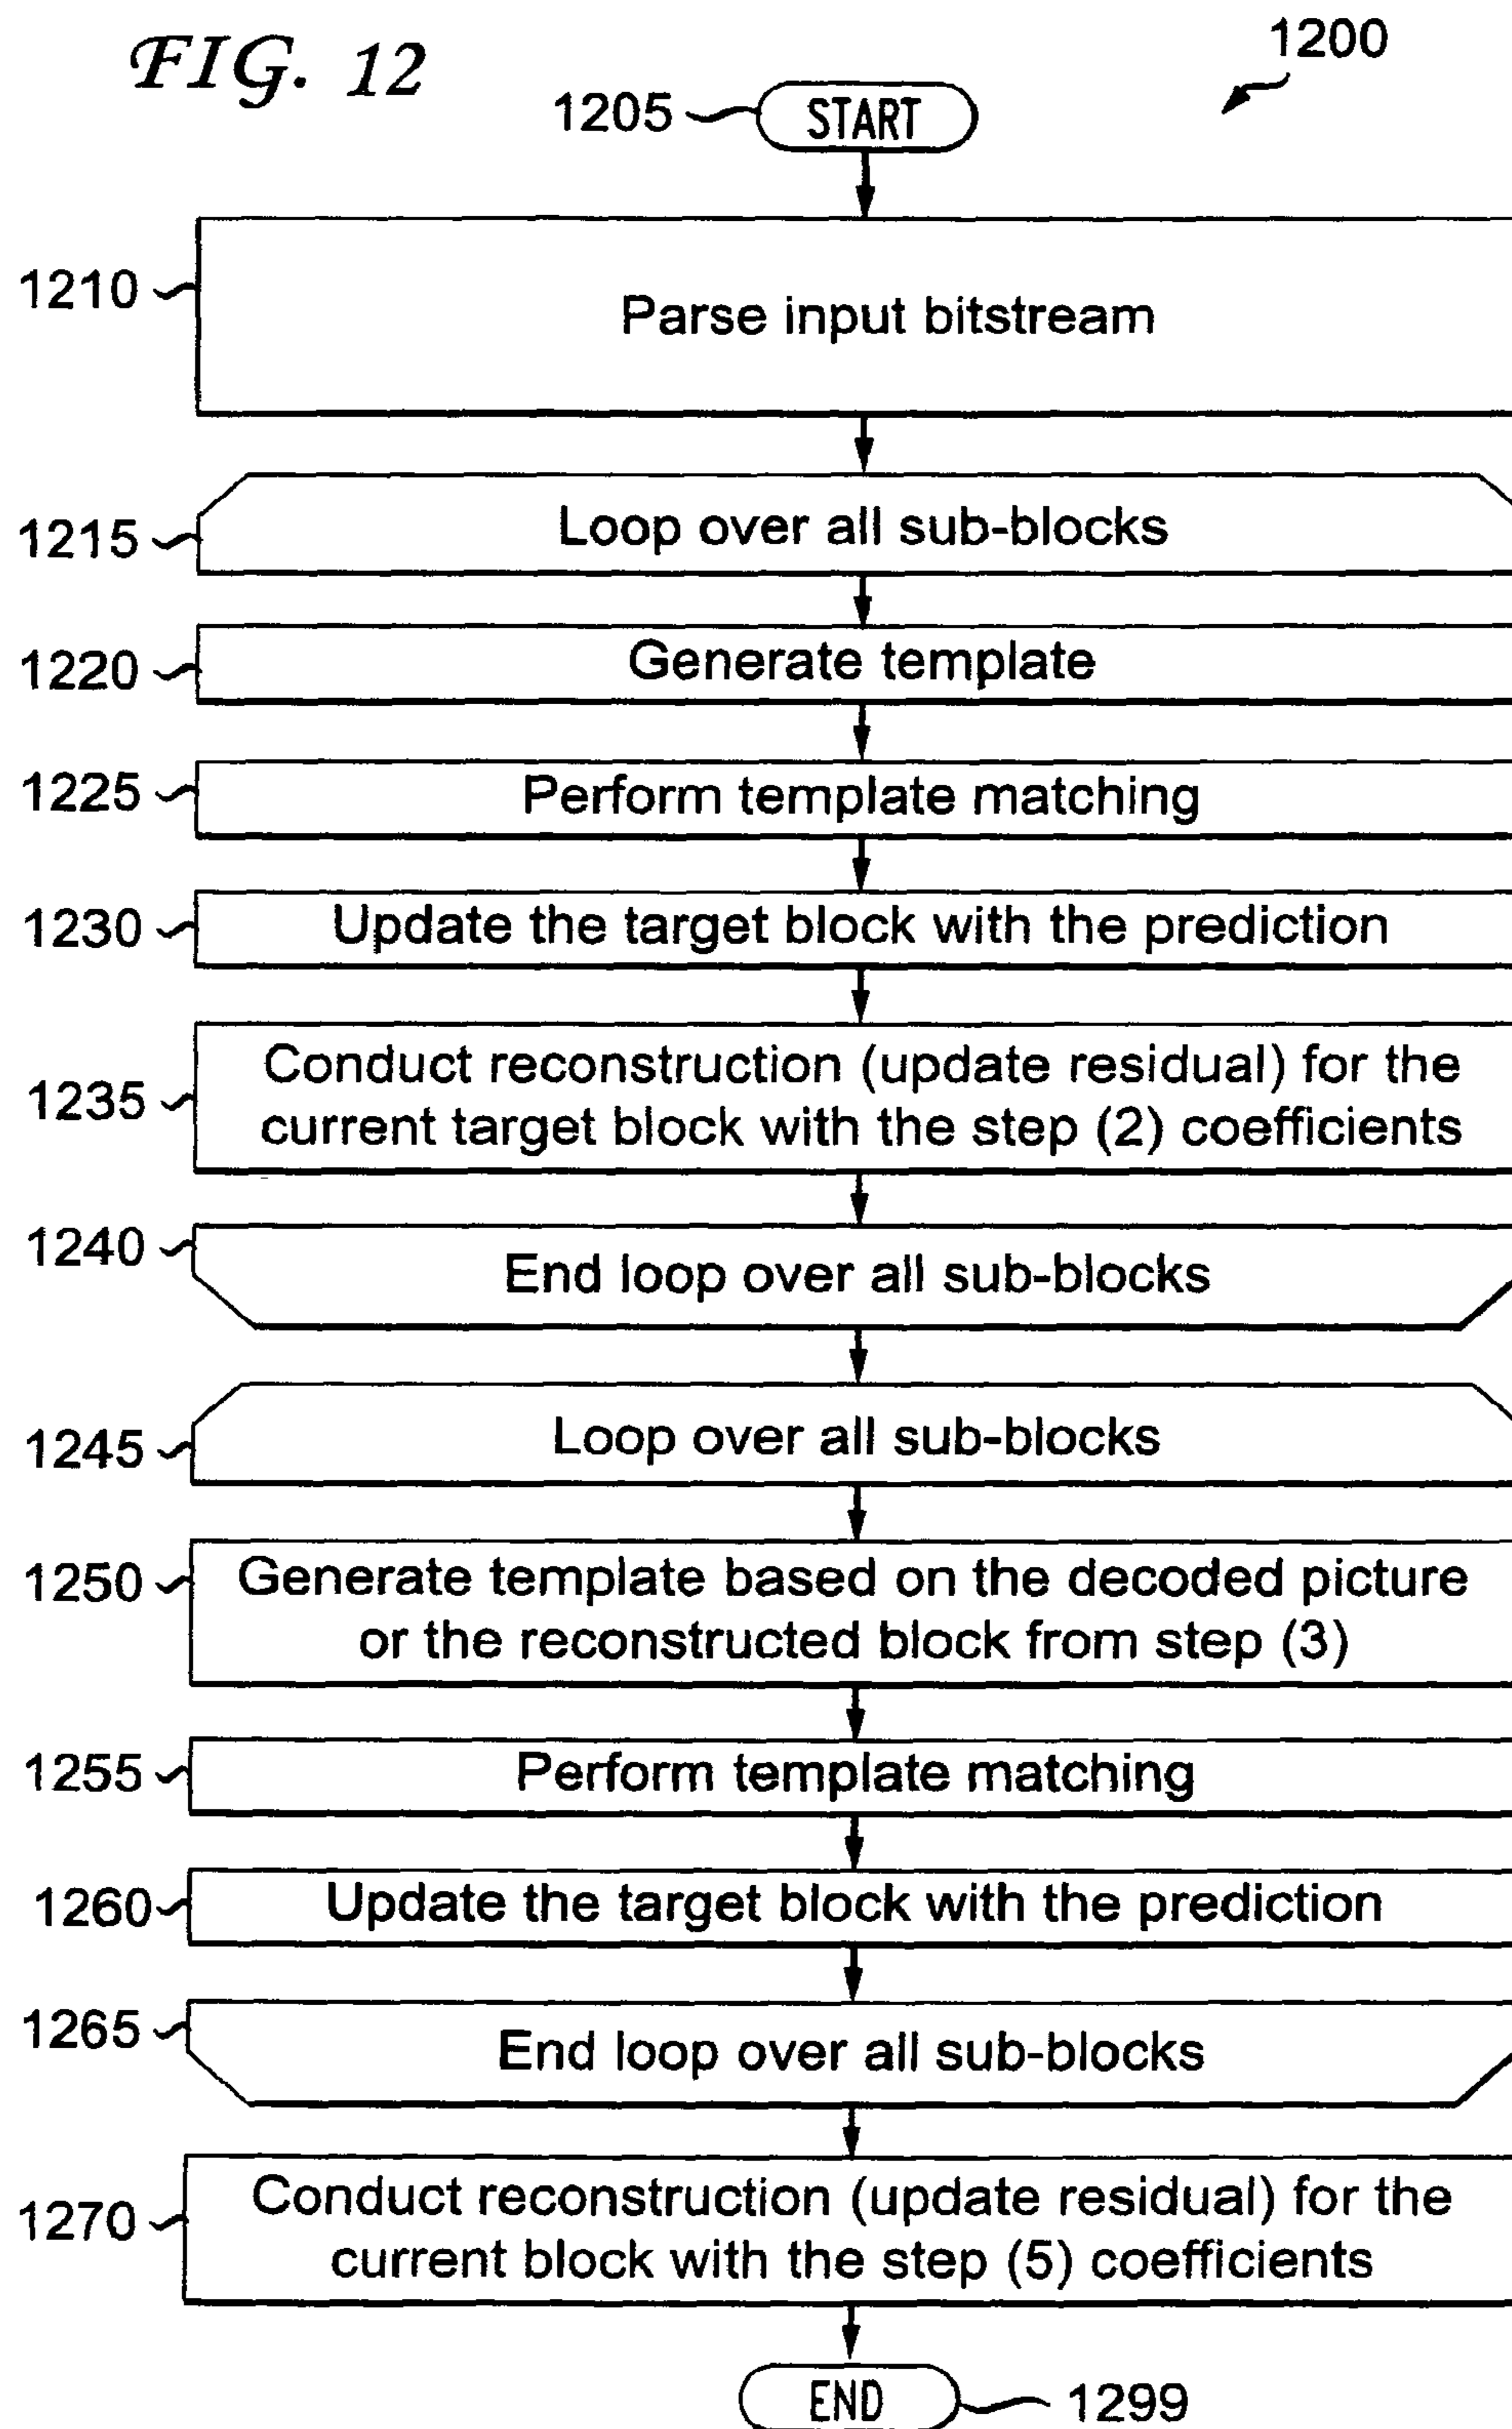 FIG. 12
1200
1205
START
1210
Parse input bitstream
1215
Loop over all sub-blocks
1220
Generate template
1225
Perform template matching
1230
Update the target block with the prediction
1235
Conduct reconstruction (update residual) for the
current target block with the step (2) coefficients
1240
End loop over all sub-blocks
1245
Loop over all sub-blocks
1250
Generate template based on the decoded picture
or the reconstructed block from step (3)
1255
Perform template matching
1260
Update the target block with the prediction
1265
End loop over all sub-blocks
1270
Conduct reconstruction (update residual) for the
current block with the step (5) coefficients
END
1299